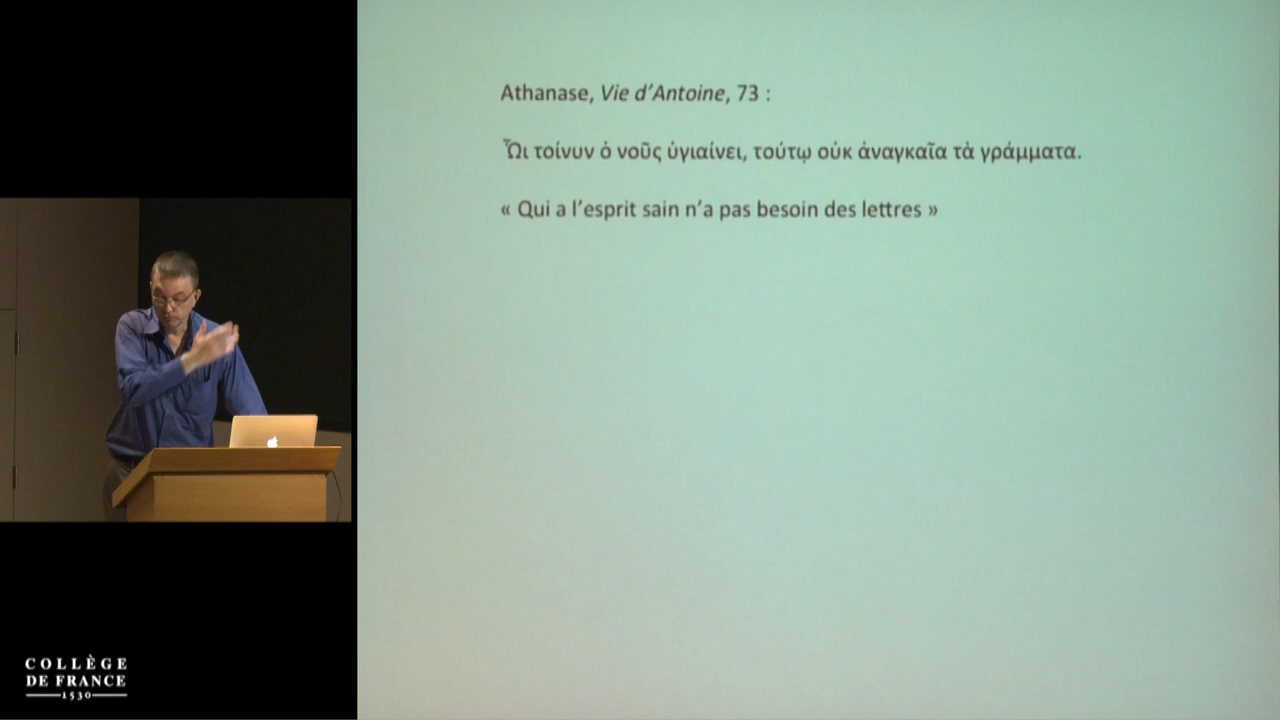 Athanase, Vie d'Antoine, 73 :
Ὧι τοίνυν ὁ νοῦς ὑγιαίνει, τούτῳ οὐκ ἀναγκαῖα τὰ γράμματα.
« Qui a l'esprit sain n'a pas besoin des lettres »
COLLÈGE
DE FRANCE
1530